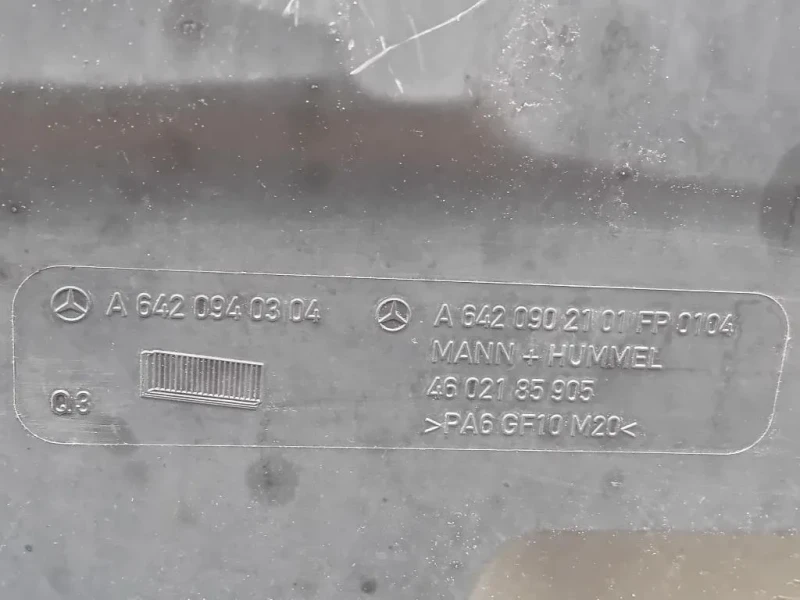 A 642 094 03 04
Q3
A 642 090 21 01 FP 0104
MANN + HUMMEL
46 021 85 905
>PA6 GF10 M20<